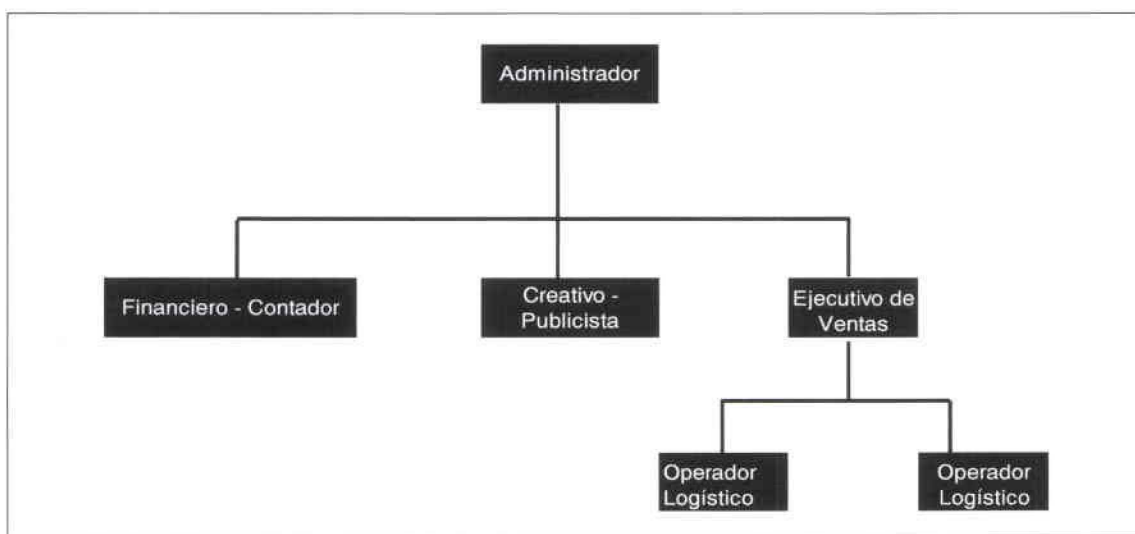 Administrador
Financiero - Contador
Creativo -
Publicista
Ejecutivo de
Ventas
Operador
Logístico
Operador
Logístico